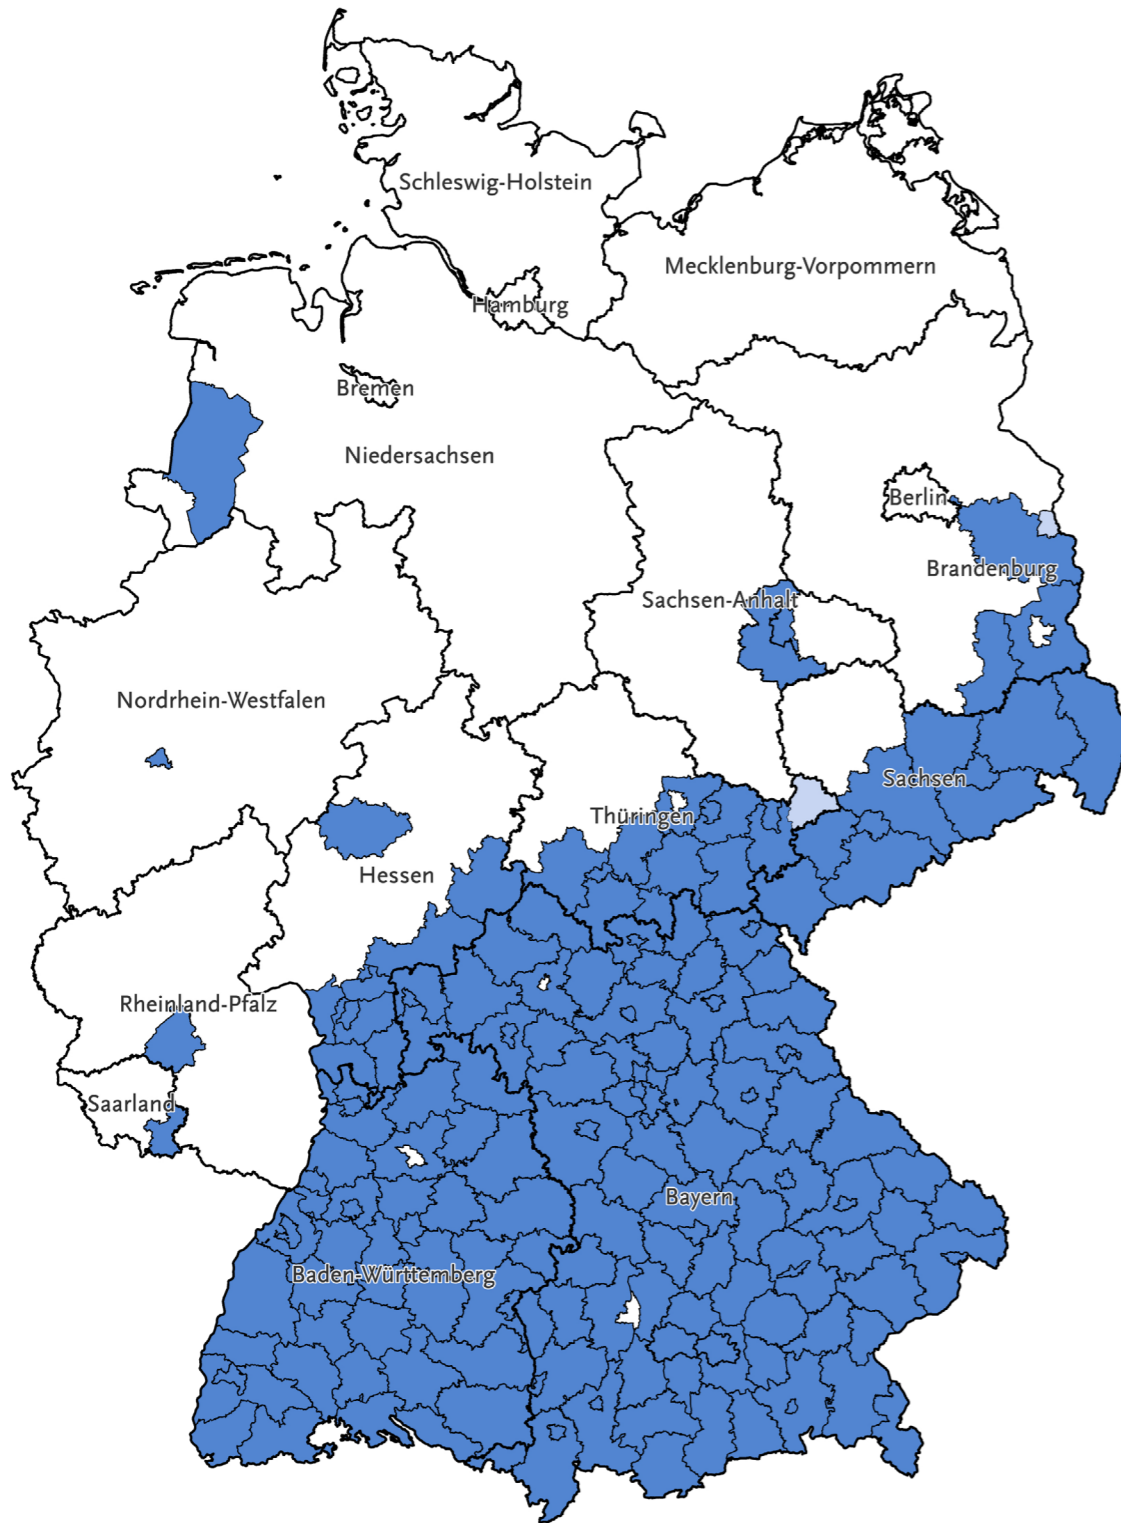 Schleswig-Holstein
Mecklenburg-Vorpommern
Hamburg
Bremen
Niedersachsen
Berlin
Brandenburg
Sachsen-Anhalt
Nordrhein-Westfalen
Sachsen
Thüringen
Hessen
Rheinland-Pfalz
Saarland
Bayern
Baden-Württemberg